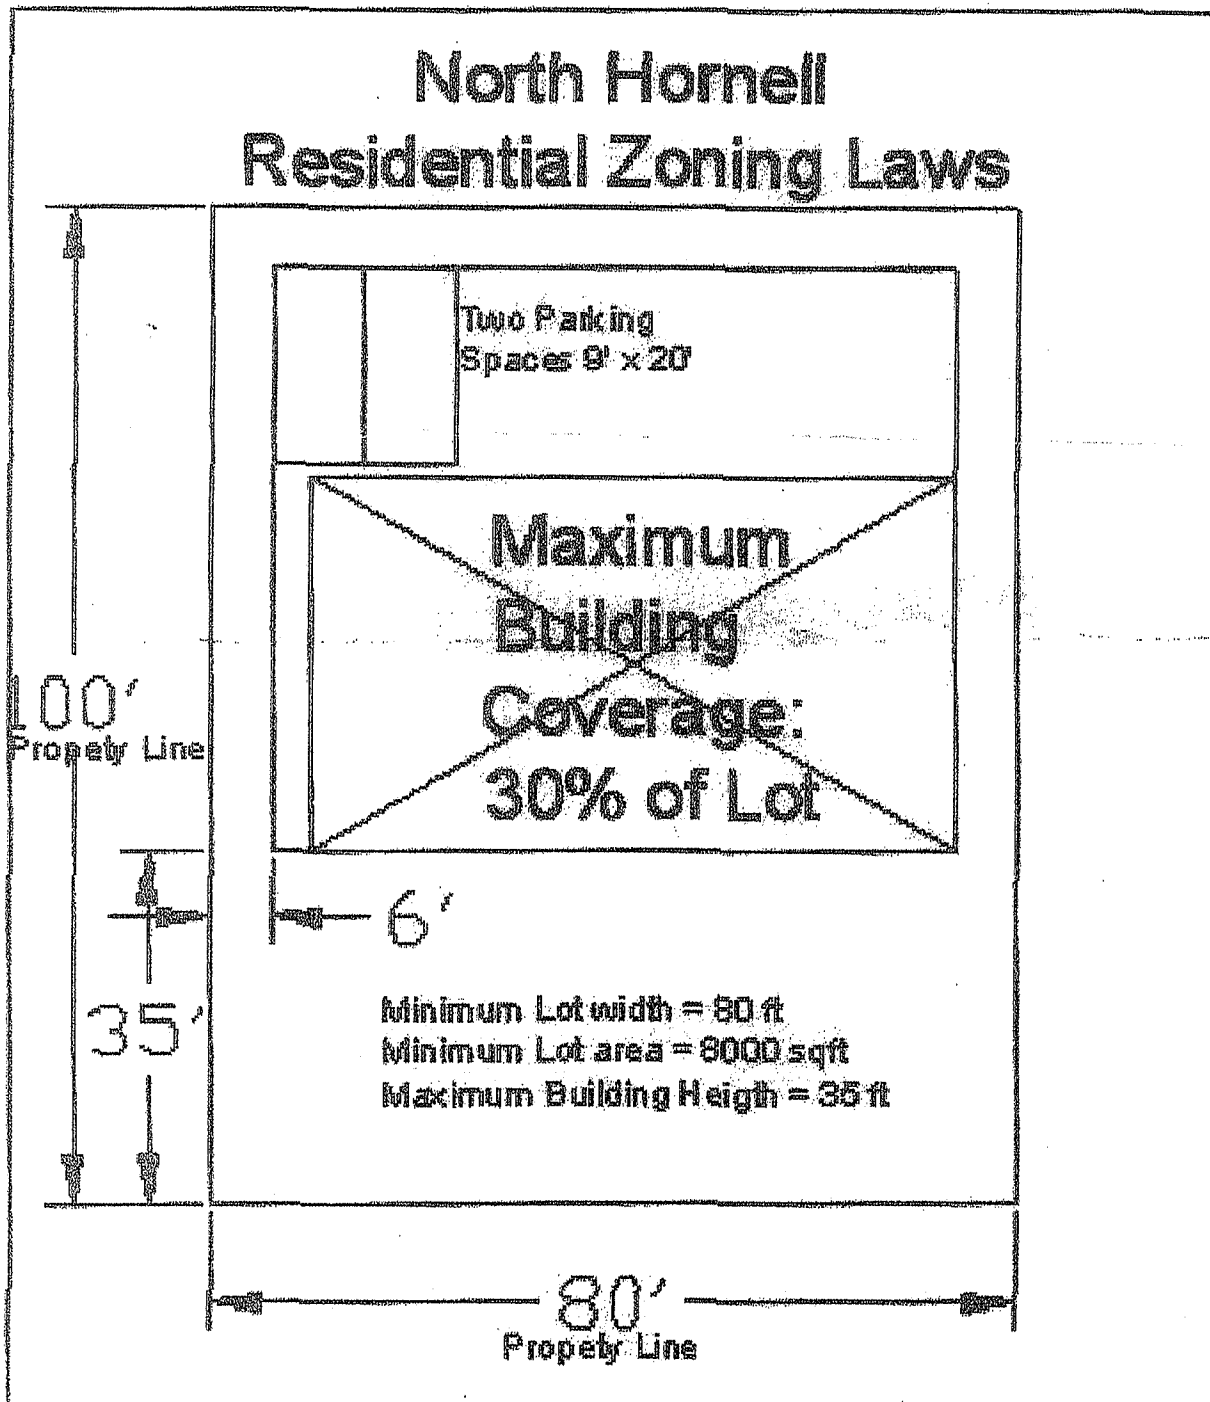 North Hornell
Residential Zoning Laws
Two Parking
Spaces 9' x 20'
Maximum
Building
Coverage:
30% of Lot
100'
Propety Line
6'
35'
Minimum Lot width = 80 ft
Minimum Lot area = 8000 sqft
Maximum Building Heigth = 35 ft
80'
Propety Line